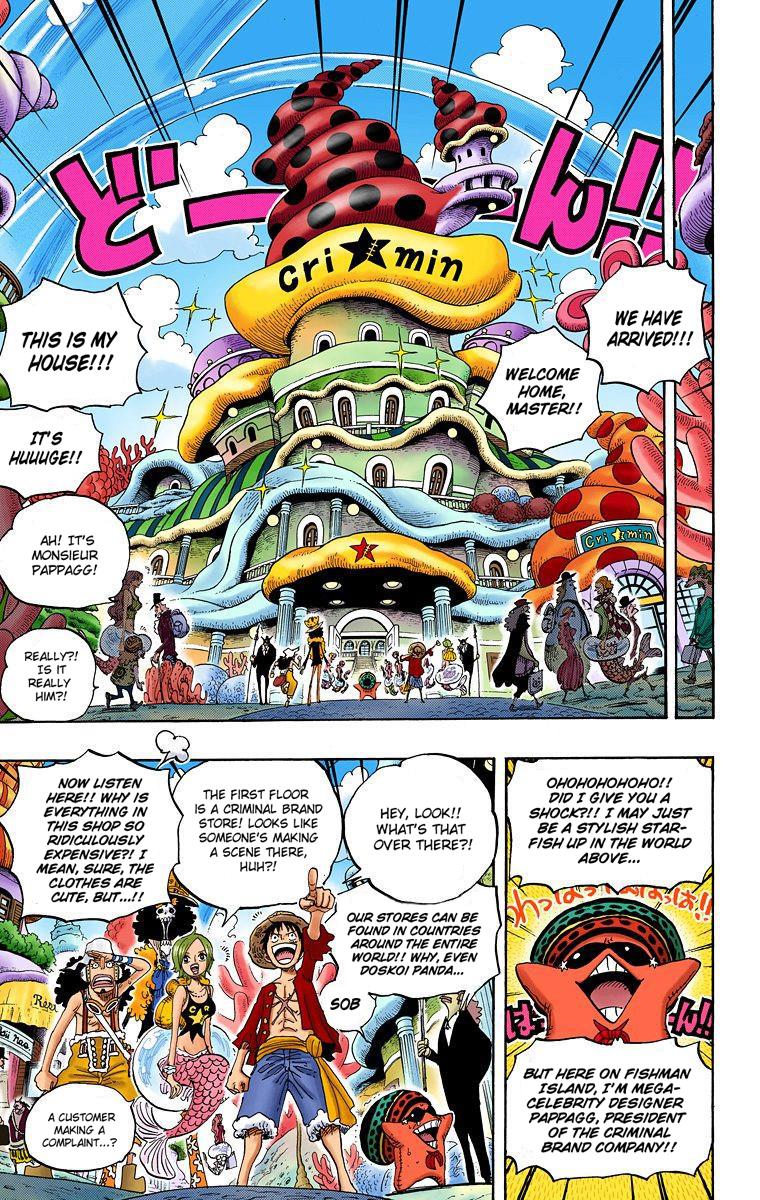 WE HAVE
ARRIVED!!!
WELCOME
HOME,
MASTER!!
どーーーん!!
cri★min
THIS IS MY
HOUSE!!!
IT'S
HUUUGE!!
AH! IT'S
MONSIEUR
PAPPAGG!
REALLY?!
IS IT
REALLY
HIM?!
Cri★min
OHOHOHOHOHO!!
DID I GIVE YOU A
SHOCK?!! I MAY JUST
BE A STYLISH STAR-
FISH UP IN THE WORLD
ABOVE...
ばーーん!!
BUT HERE ON FISHMAN
ISLAND, I'M MEGA-
CELEBRITY DESIGNER
PAPPAGG, PRESIDENT
OF THE CRIMINAL
BRAND COMPANY!!
HEY, LOOK!!
WHAT'S THAT
OVER THERE?!
OUR STORES CAN BE
FOUND IN COUNTRIES
AROUND THE ENTIRE
WORLD!! WHY, EVEN
DOSKOI PANDA...
SOB
THE FIRST FLOOR
IS A CRIMINAL BRAND
STORE! LOOKS LIKE
SOMEONE'S MAKING
A SCENE THERE,
HUH?!
NOW LISTEN
HERE!! WHY IS
EVERYTHING IN
THIS SHOP SO
RIDICULOUSLY
EXPENSIVE?! I
MEAN, SURE, THE
CLOTHES ARE
CUTE, BUT...!!
A CUSTOMER
MAKING A
COMPLAINT...?